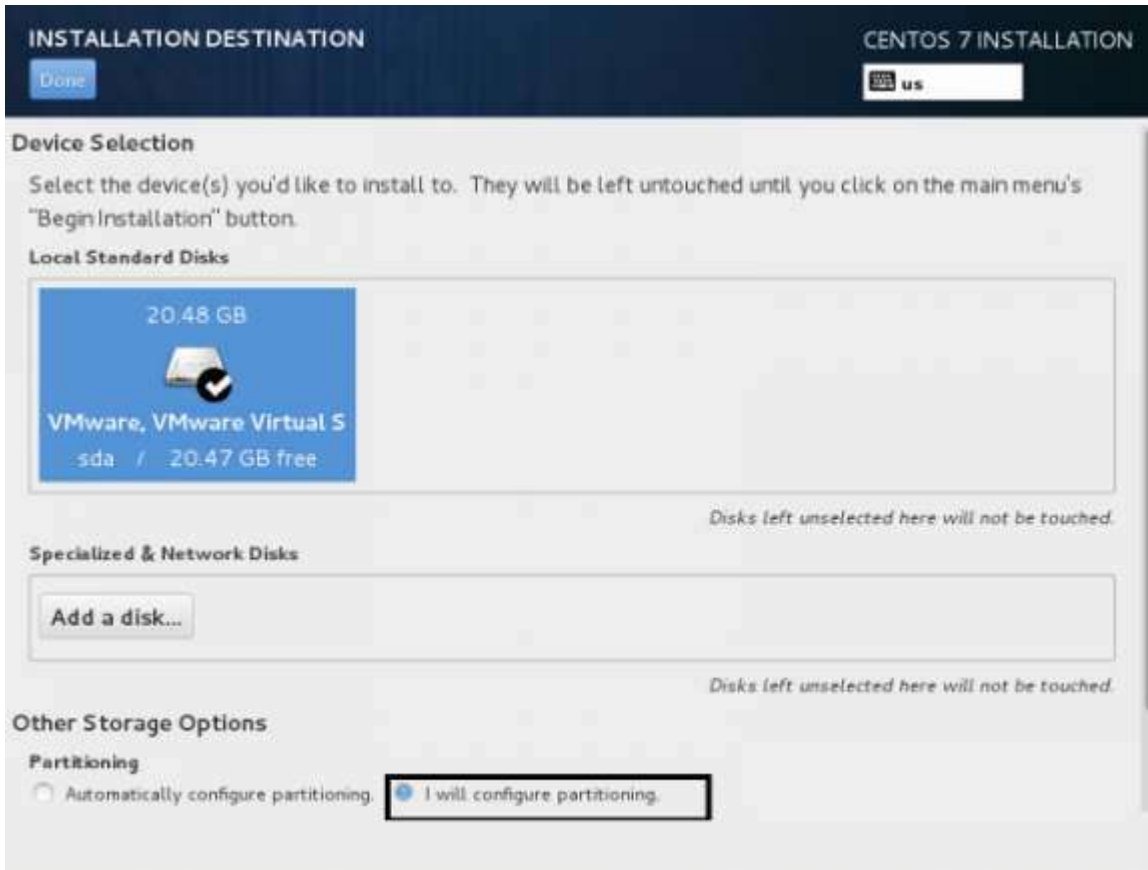 INSTALLATION DESTINATION
CENTOS 7 INSTALLATION
Done
us
Device Selection
Select the device(s) you'd like to install to. They will be left untouched until you click on the main menu's
"Begin Installation" button.
Local Standard Disks
20.48 GB
VMware, VMware Virtual S
sda / 20.47 GB free
Disks left unselected here will not be touched.
Specialized & Network Disks
Add a disk...
Disks left unselected here will not be touched.
Other Storage Options
Partitioning
Automatically configure partitioning. I will configure partitioning.